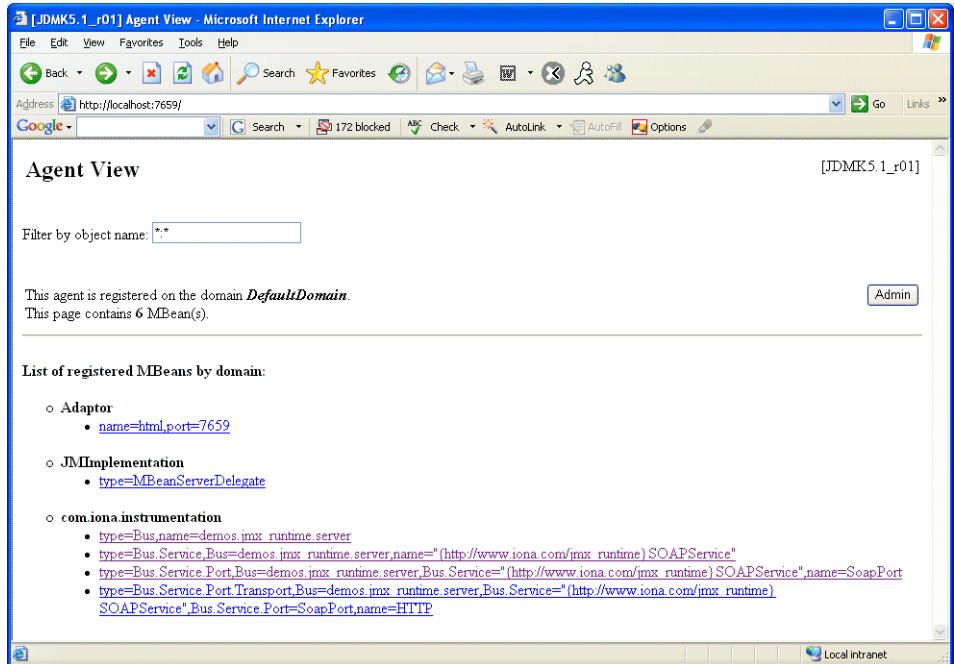 [JDMK5.1_r01] Agent View - Microsoft Internet Explorer
File Edit View Favorites Tools Help
Back Search Favorites
Address http://localhost:7659/ Go Links »
Google G Search 172 blocked ABC Check AutoLink AutoFill Options
Agent View [JDMK5.1_r01]
Filter by object name: *:*
This agent is registered on the domain DefaultDomain. Admin
This page contains 6 MBean(s).
List of registered MBeans by domain:
Adaptor
name=html,port=7659
JMImplementation
type=MBeanServerDelegate
com.iona.instrumentation
type=Bus,name=demos.jmx_runtime.server
type=Bus.Service,Bus=demos.jmx_runtime.server,name="{http://www.iona.com/jmx_runtime}SOAPService"
type=Bus.Service.Port,Bus=demos.jmx_runtime.server,Bus.Service="{http://www.iona.com/jmx_runtime}SOAPService",name=SoapPort
type=Bus.Service.Port.Transport,Bus=demos.jmx_runtime.server,Bus.Service="{http://www.iona.com/jmx_runtime}
SOAPService",Bus.Service.Port=SoapPort,name=HTTP
Local intranet